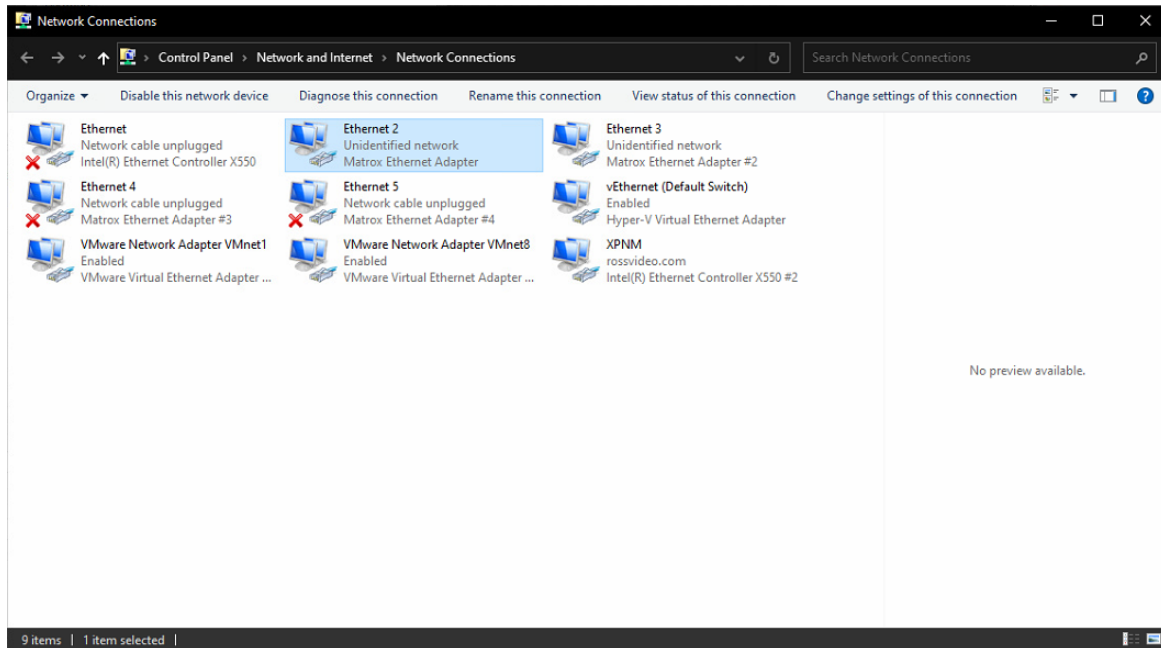 Network Connections
Control Panel > Network and Internet > Network Connections
Search Network Connections
Organize
Disable this network device
Diagnose this connection
Rename this connection
View status of this connection
Change settings of this connection
Ethernet
Network cable unplugged
Intel(R) Ethernet Controller X550
Ethernet 2
Unidentified network
Matrox Ethernet Adapter
Ethernet 3
Unidentified network
Matrox Ethernet Adapter #2
Ethernet 4
Network cable unplugged
Matrox Ethernet Adapter #3
Ethernet 5
Network cable unplugged
Matrox Ethernet Adapter #4
vEthernet (Default Switch)
Enabled
Hyper-V Virtual Ethernet Adapter
VMware Network Adapter VMnet1
Enabled
VMware Virtual Ethernet Adapter ...
VMware Network Adapter VMnet8
Enabled
VMware Virtual Ethernet Adapter ...
XPNM
rossvideo.com
Intel(R) Ethernet Controller X550 #2
No preview available.
9 items
1 item selected